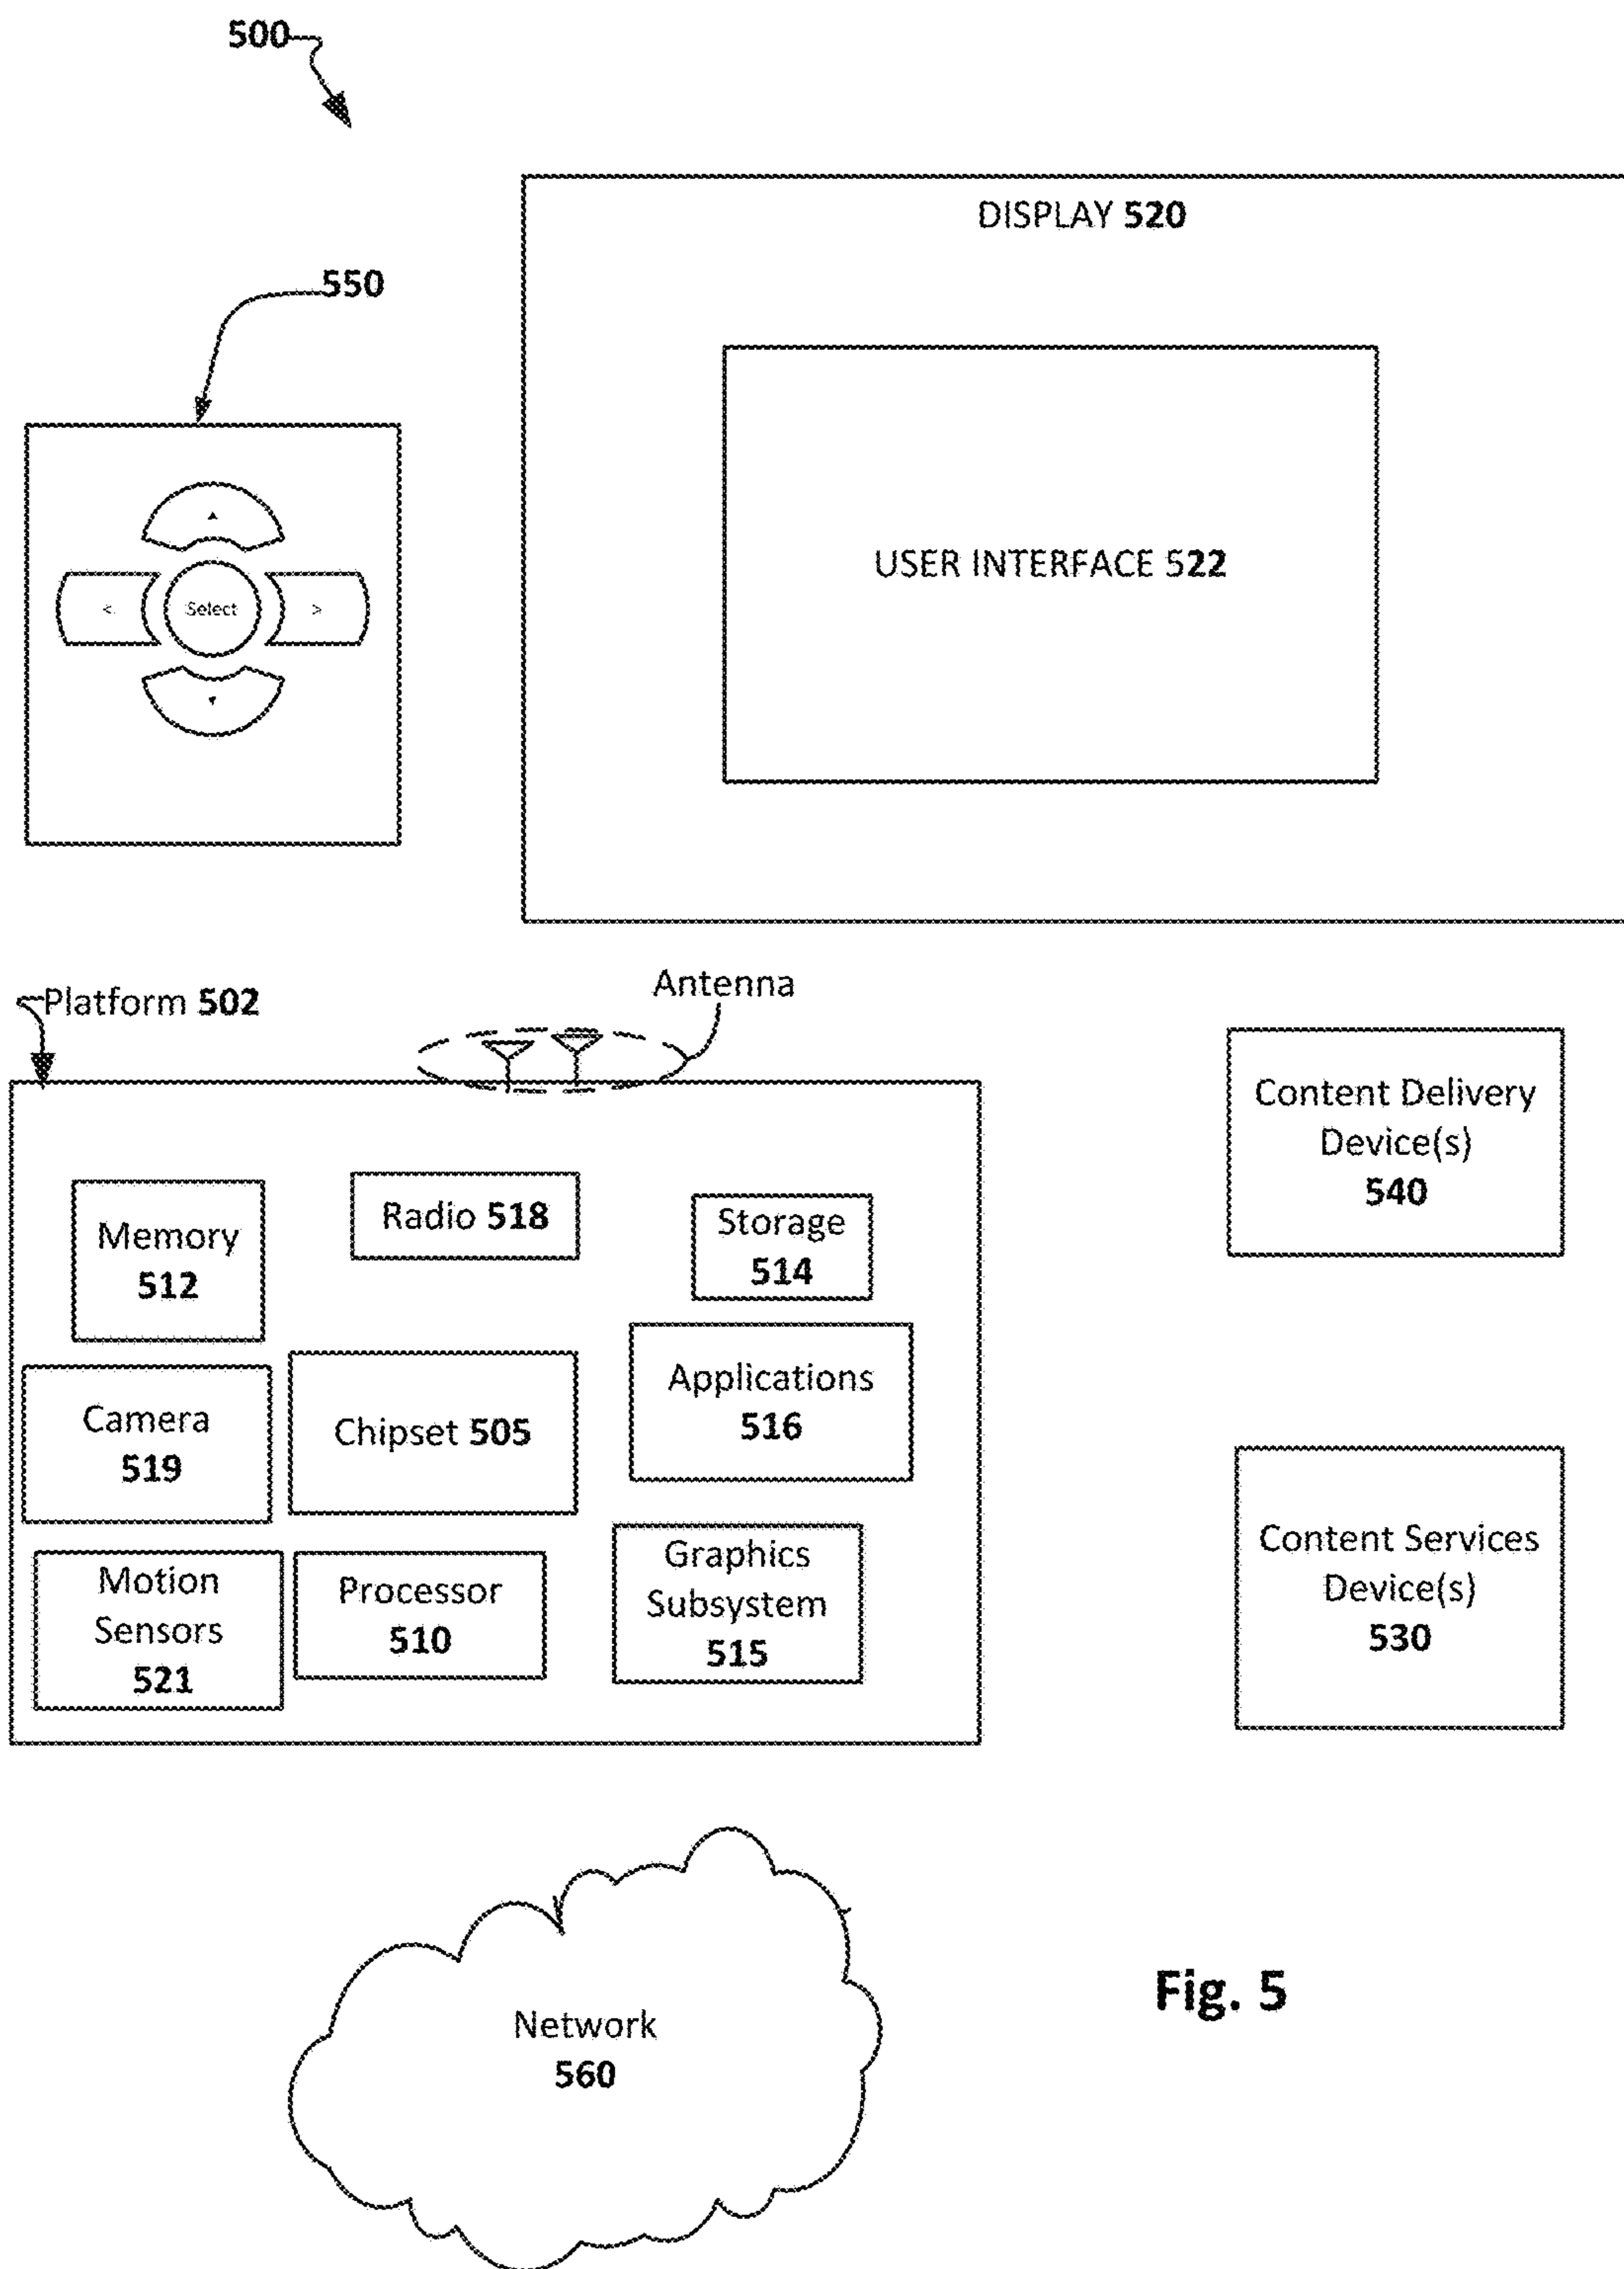 500
DISPLAY 520
550
USER INTERFACE 522
▲
< Select >
▼
Platform 502
Antenna
Content Delivery
Device(s)
540
Memory
512
Radio 518
Storage
514
Camera
519
Chipset 505
Applications
516
Motion
Sensors
521
Processor
510
Graphics
Subsystem
515
Content Services
Device(s)
530
Network
560
Fig. 5